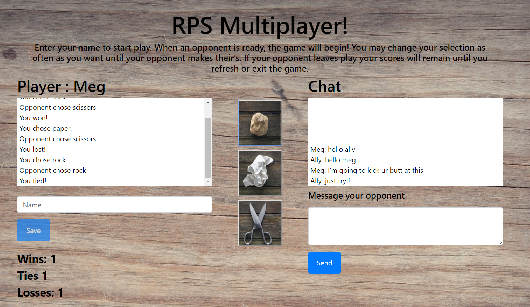 RPS Multiplayer!
Enter your name to start play. When an opponent is ready, the game will begin! You may change your selection as
often as you want until your opponent makes their's. If your opponent leaves play your scores will remain until you
refresh or exit the game.
Player : Meg
Opponent chose scissors
You won!
You chose paper.
Opponent chose scissors
You lost!
You chose rock
Opponent chose rock
You tied!
Name
Save
Wins: 1
Ties 1
Losses: 1
Chat
Meg: hello ally
Ally: hello meg
Meg: I'm going to kick ur butt at this
Ally: just try !
Message your opponent
Send